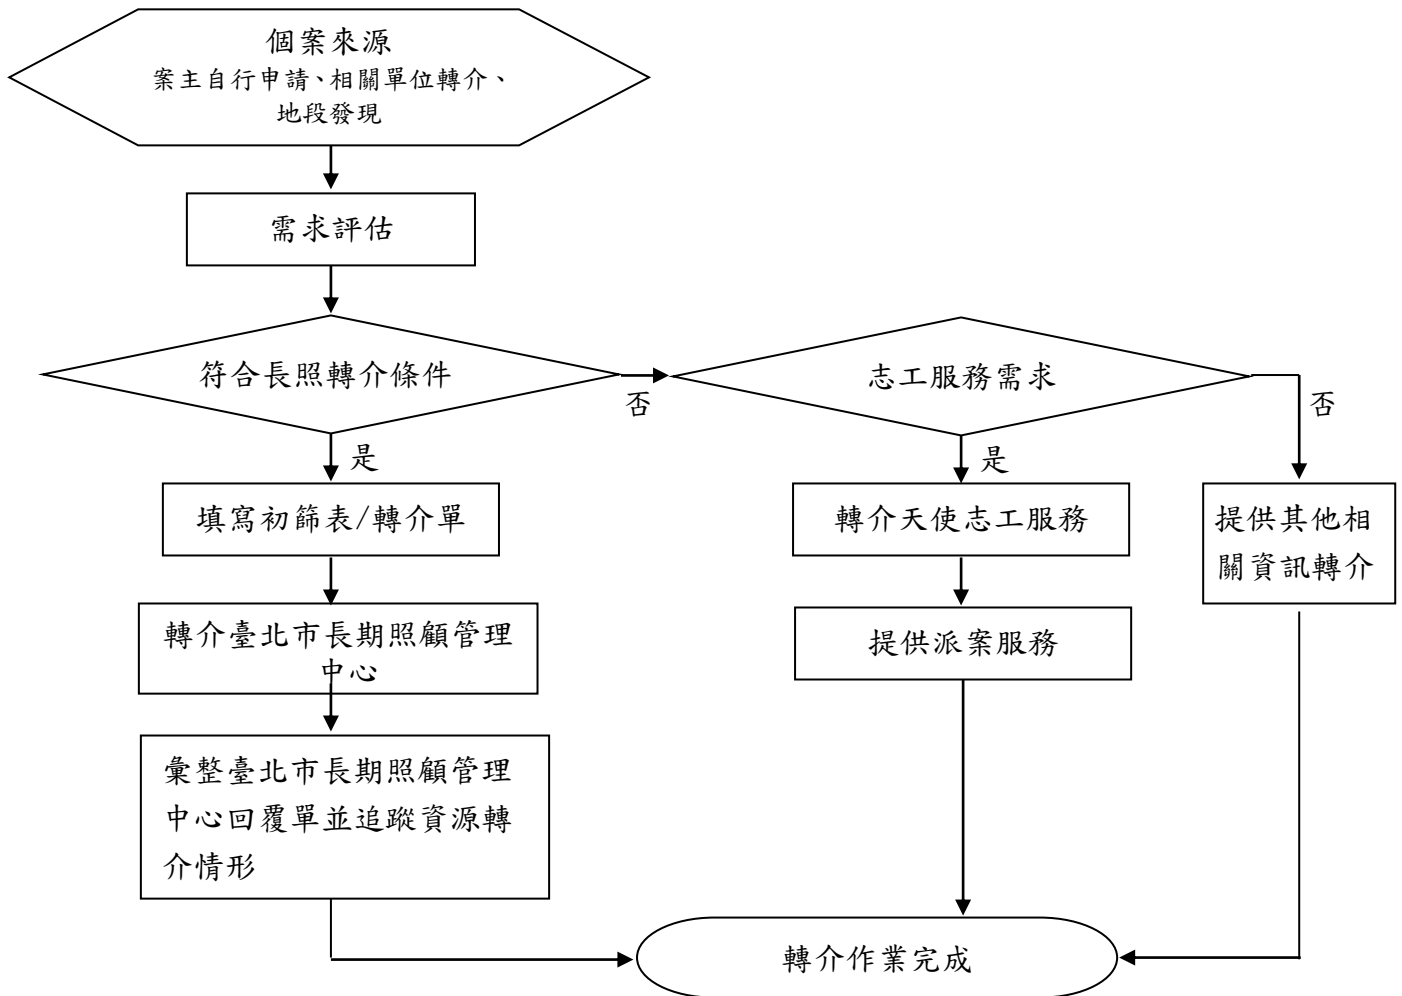 個案來源
案主自行申請、相關單位轉介、
地段發現
需求評估
符合長照轉介條件
否
志工服務需求
否
是
是
填寫初篩表/轉介單
轉介天使志工服務
提供其他相
關資訊轉介
轉介臺北市長期照顧管理
中心
提供派案服務
彙整臺北市長期照顧管理
中心回覆單並追蹤資源轉
介情形
轉介作業完成